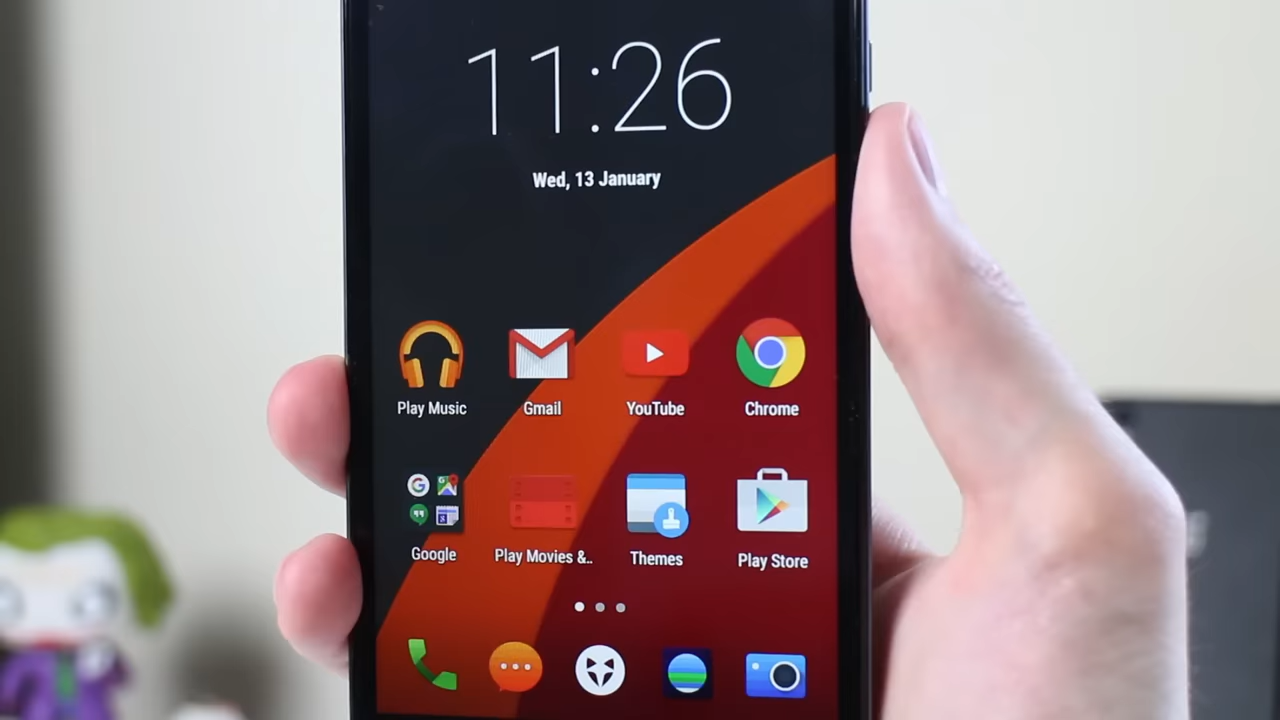 11:26
Wed, 13 January
Play Music
Gmail
YouTube
Chrome
Google
Play Movies &..
Themes
Play Store